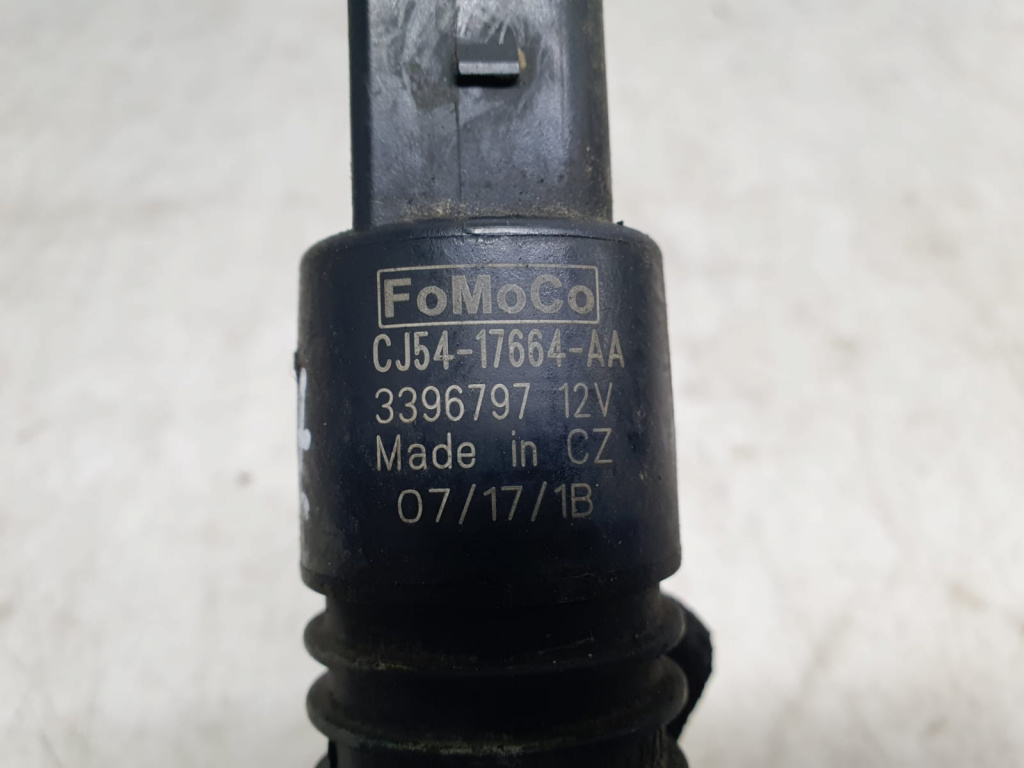 FoMoCo
CJ54-17664-AA
3396797 12V
Made in CZ
07/17/1B